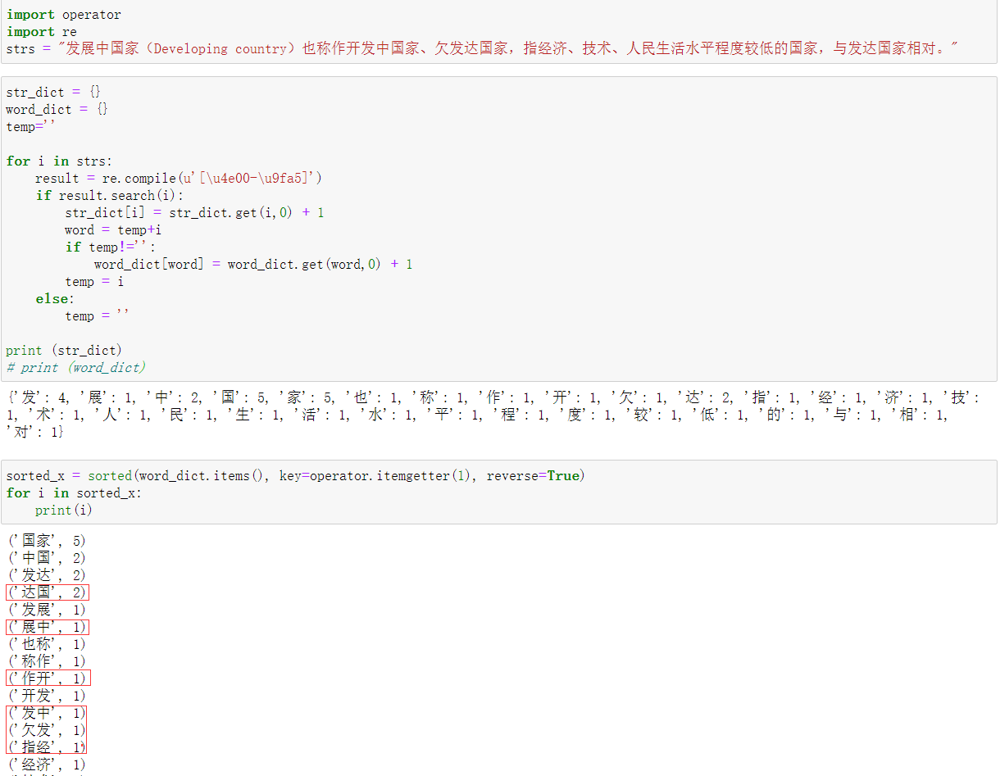 import operator
import re
strs = "发展中国家（Developing country）也称作开发中国家、欠发达国家，指经济、技术、人民生活水平程度较低的国家，与发达国家相对。"
str_dict = {}
word_dict = {}
temp=''
for i in strs:
    result = re.compile(u'[\u4e00-\u9fa5]')
    if result.search(i):
        str_dict[i] = str_dict.get(i,0) + 1
        word = temp+i
        if temp!='':
            word_dict[word] = word_dict.get(word,0) + 1
        temp = i
    else:
        temp = ''
print (str_dict)
# print (word_dict)
{'发': 4, '展': 1, '中': 2, '国': 5, '家': 5, '也': 1, '称': 1, '作': 1, '开': 1, '欠': 1, '达': 2, '指': 1, '经': 1, '济': 1, '技':
1, '术': 1, '人': 1, '民': 1, '生': 1, '活': 1, '水': 1, '平': 1, '程': 1, '度': 1, '较': 1, '低': 1, '的': 1, '与': 1, '相': 1,
'对': 1}
sorted_x = sorted(word_dict.items(), key=operator.itemgetter(1), reverse=True)
for i in sorted_x:
    print(i)
('国家', 5)
('中国', 2)
('发达', 2)
('达国', 2)
('发展', 1)
('展中', 1)
('也称', 1)
('称作', 1)
('作开', 1)
('开发', 1)
('发中', 1)
('欠发', 1)
('指经', 1)
('经济', 1)